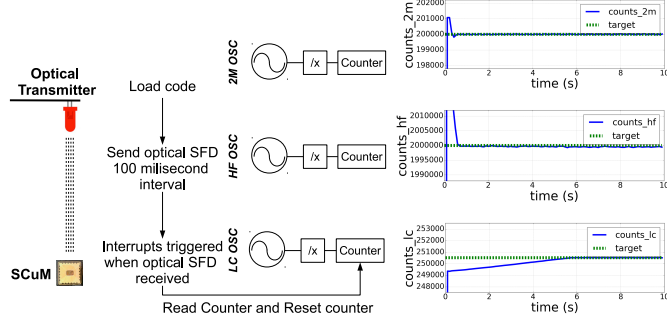 Optical
Transmitter
SCuM
Load code
Send optical SFD
100 milisecond
interval
Interrupts triggered
when optical SFD
received
Read Counter and Reset counter
2M OSC
/x
Counter
HF OSC
/x
Counter
LC OSC
/x
Counter
counts_2m
202000
201000
200000
199000
198000
0 2 4 6 8 10
time (s)
counts_2m
target
counts_hf
2010000
2005000
2000000
1995000
1990000
0 2 4 6 8 10
time (s)
counts_hf
target
counts_lc
253000
252000
251000
250000
249000
248000
0 2 4 6 8 10
time (s)
counts_lc
target